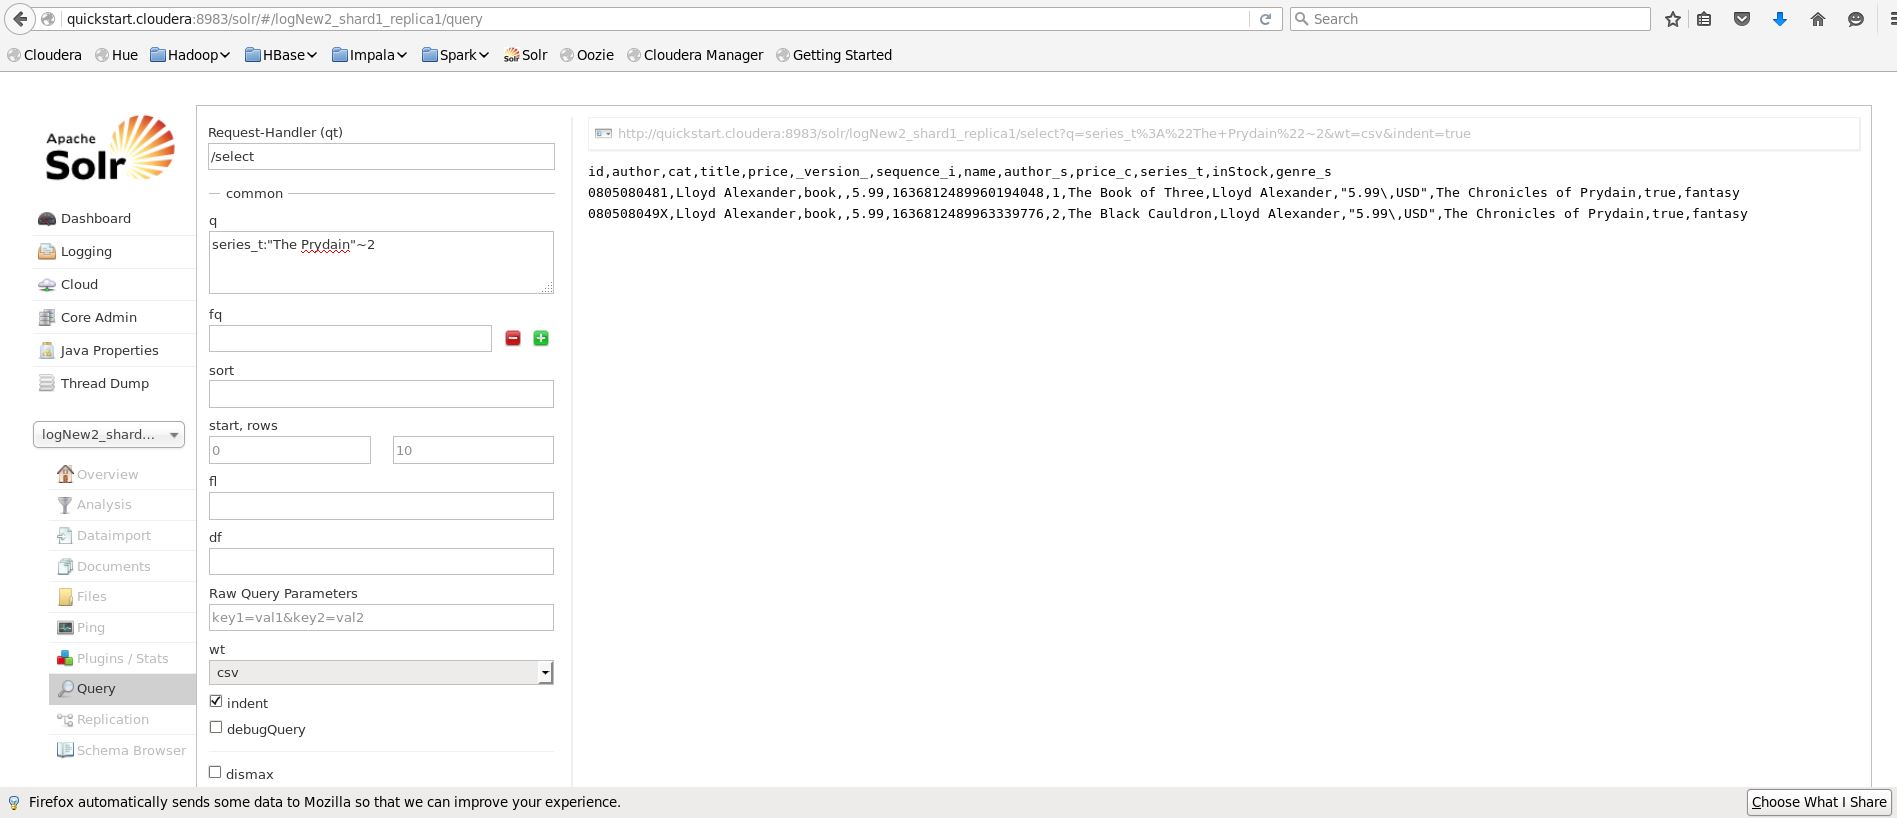 quickstart.cloudera:8983/solr/#/logNew2_shard1_replica1/query
Search
Cloudera Hue Hadoop HBase Impala Spark Solr Oozie Cloudera Manager Getting Started
Apache
Solr
Dashboard
Logging
Cloud
Core Admin
Java Properties
Thread Dump
logNew2_shard...
Overview
Analysis
Dataimport
Documents
Files
Ping
Plugins / Stats
Query
Replication
Schema Browser
Request-Handler (qt)
/select
common
q
series_t:"The Prydain"~2
fq
sort
start, rows
0 10
fl
df
Raw Query Parameters
key1=val1&key2=val2
wt
csv
indent
debugQuery
dismax
http://quickstart.cloudera:8983/solr/logNew2_shard1_replica1/select?q=series_t%3A%22The+Prydain%22~2&wt=csv&indent=true
id,author,cat,title,price,_version_,sequence_i,name,author_s,price_c,series_t,inStock,genre_s
0805080481,Lloyd Alexander,book,,5.99,1636812489960194048,1,The Book of Three,Lloyd Alexander,"5.99\,USD",The Chronicles of Prydain,true,fantasy
080508049X,Lloyd Alexander,book,,5.99,1636812489963339776,2,The Black Cauldron,Lloyd Alexander,"5.99\,USD",The Chronicles of Prydain,true,fantasy
Firefox automatically sends some data to Mozilla so that we can improve your experience.
Choose What I Share